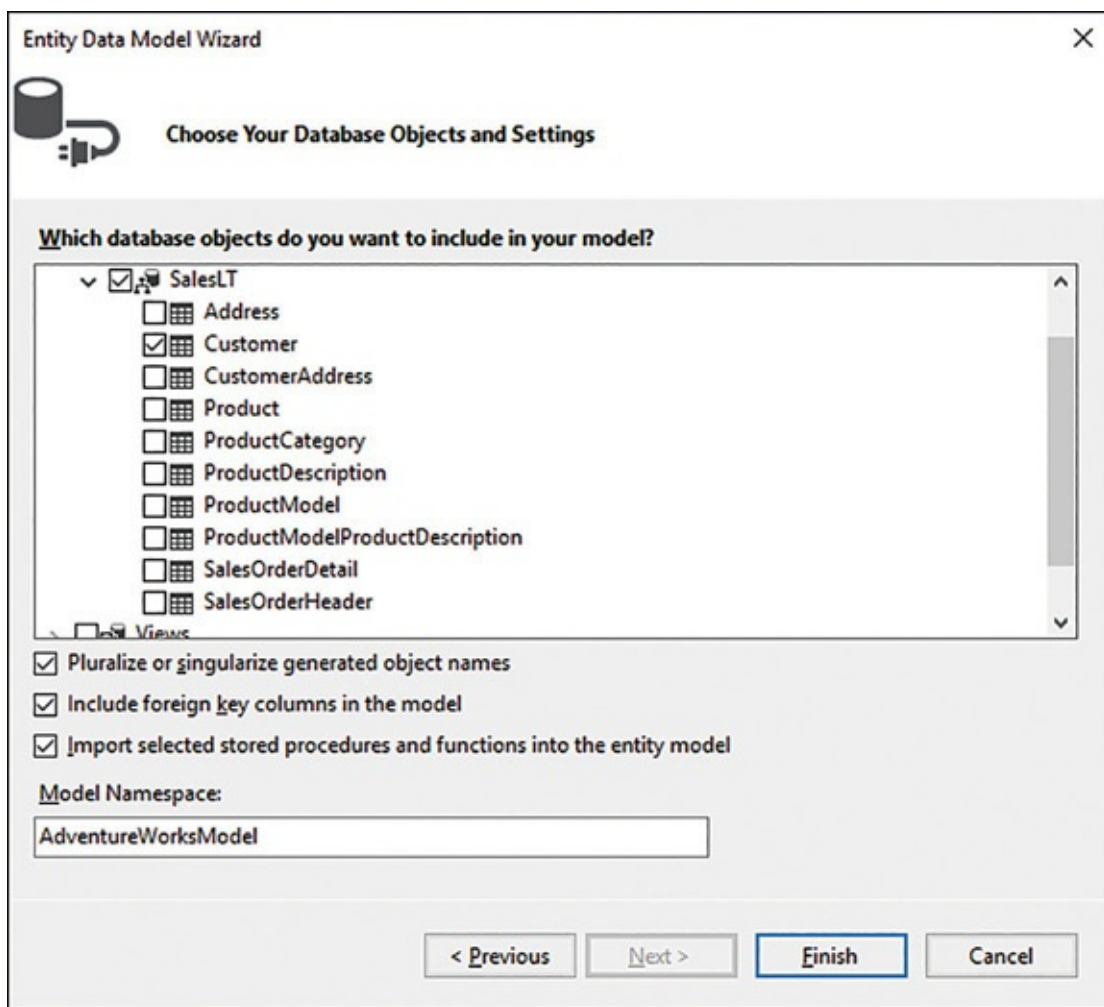 Entity Data Model Wizard
Choose Your Database Objects and Settings
Which database objects do you want to include in your model?
SalesLT
Address
Customer
CustomerAddress
Product
ProductCategory
ProductDescription
ProductModel
ProductModelProductDescription
SalesOrderDetail
SalesOrderHeader
Views
Pluralize or singularize generated object names
Include foreign key columns in the model
Import selected stored procedures and functions into the entity model
Model Namespace:
AdventureWorksModel
< Previous Next > Finish Cancel